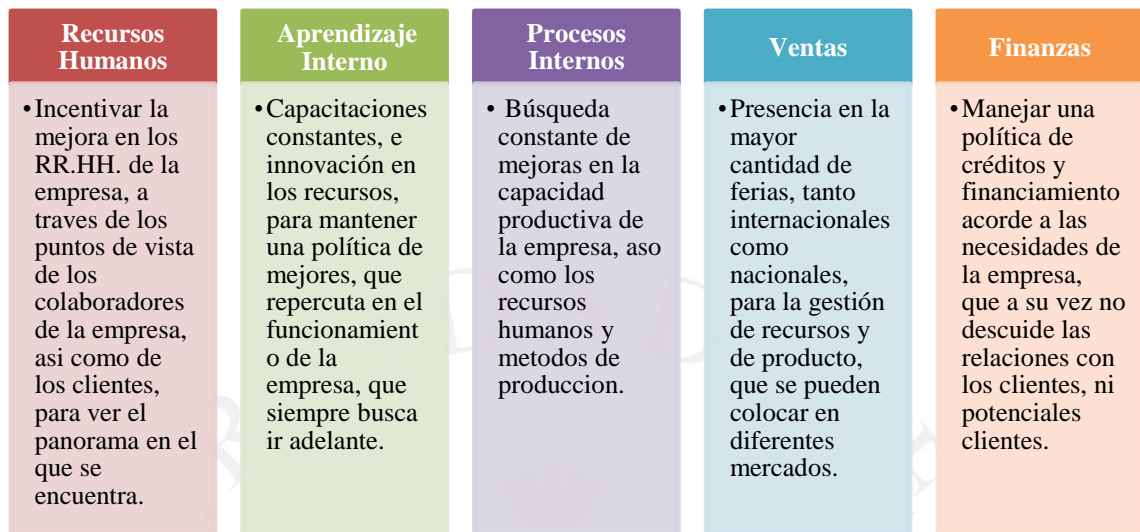 Recursos
Humanos
•Incentivar la
mejora en los
RR.HH. de la
empresa, a
traves de los
puntos de vista
de los
colaboradores
de la empresa,
asi como de
los clientes,
para ver el
panorama en el
que se
encuentra.
Aprendizaje
Interno
•Capacitaciones
constantes, e
innovación en
los recursos,
para mantener
una política de
mejores, que
repercuta en el
funcionamient
o de la
empresa, que
siempre busca
ir adelante.
Procesos
Internos
• Búsqueda
constante de
mejoras en la
capacidad
productiva de
la empresa, aso
como los
recursos
humanos y
metodos de
produccion.
Ventas
•Presencia en la
mayor
cantidad de
ferias, tanto
internacionales
como
nacionales,
para la gestión
de recursos y
de producto,
que se pueden
colocar en
diferentes
mercados.
Finanzas
•Manejar una
política de
créditos y
financiamiento
acorde a las
necesidades de
la empresa,
que a su vez no
descuide las
relaciones con
los clientes, ni
potenciales
clientes.